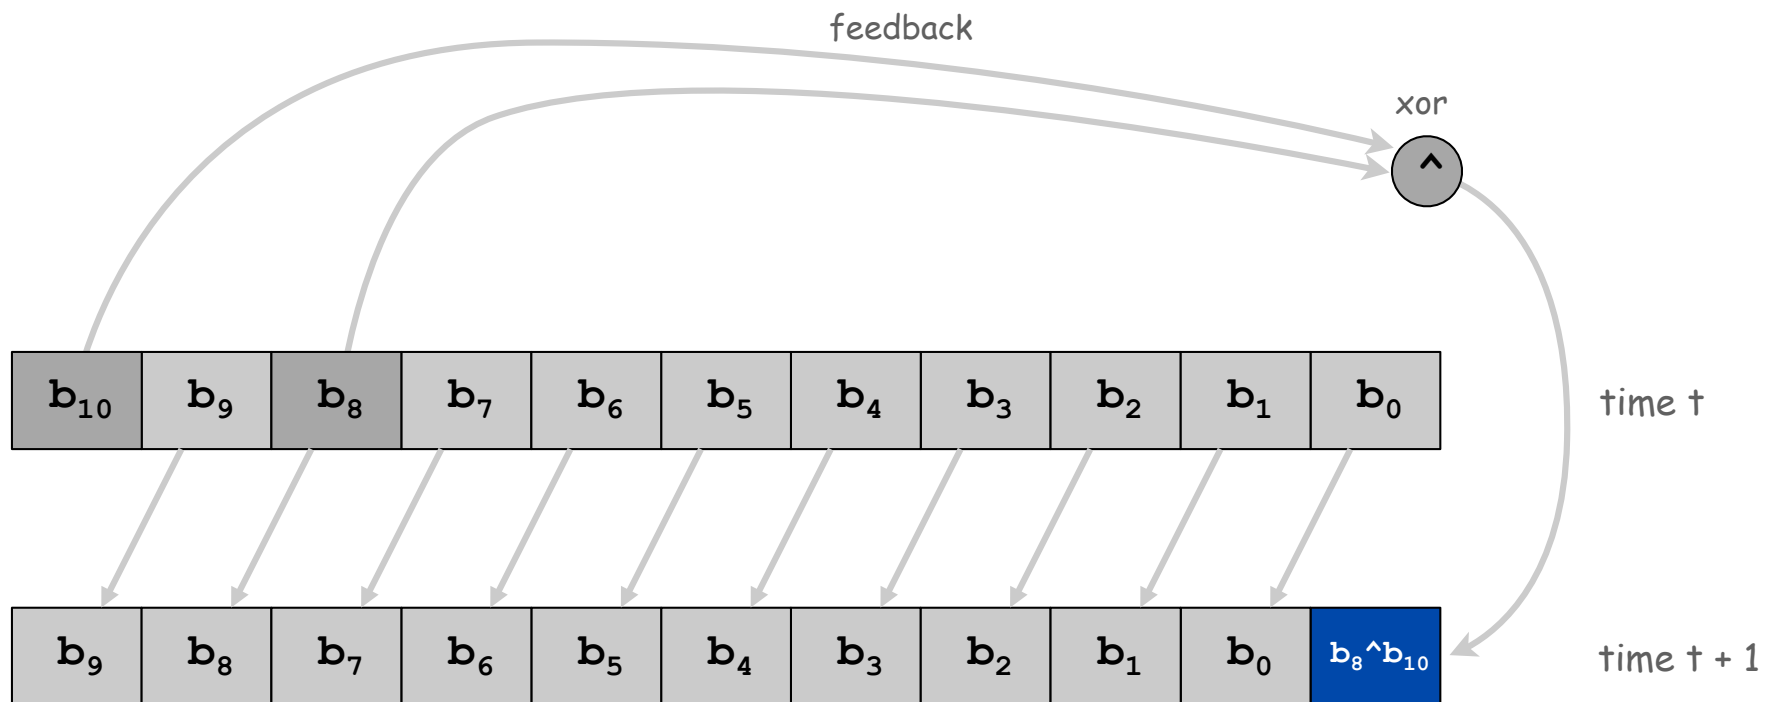 feedback
xor
^
b₁₀ b₉ b₈ b₇ b₆ b₅ b₄ b₃ b₂ b₁ b₀ time t
b₉ b₈ b₇ b₆ b₅ b₄ b₃ b₂ b₁ b₀ b₈^b₁₀ time t + 1